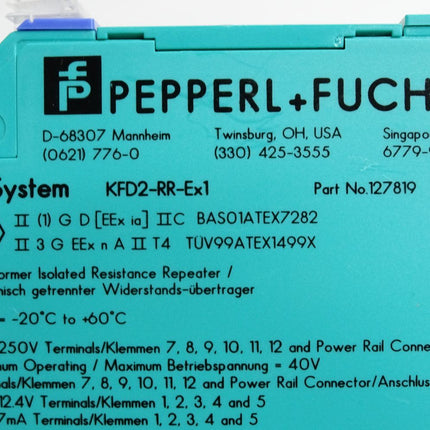 PEPPERL+FUCH
D-68307 Mannheim Twinsburg, OH, USA Singapo
(0621) 776-0 (330) 425-3555 6779-
System KFD2-RR-Ex1 Part No.127819
II (1) G D [EEx ia] IIC BAS01ATEX7282
II 3 G EEx n A II T4 TÜV99ATEX1499X
ormer Isolated Resistance Repeater /
nisch getrennter Widerstands-übertrager
= -20°C to +60°C
250V Terminals/Klemmen 7, 8, 9, 10, 11, 12 and Power Rail Conne
num Operating / Maximum Betriebspannung = 40V
als/Klemmen 7, 8, 9, 10, 12 and Power Rail Connector/Anschlus
12.4V Terminals/Klemmen 1, 2, 3, 4 and 5
7mA Terminals/Klemmen 1, 2, 3, 4 and 5